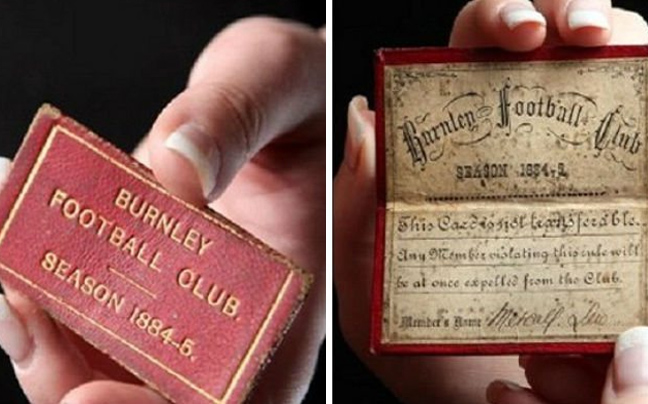 BURNLEY
FOOTBALL CLUB.
SEASON 1884-5.
Burnley Football Club
SEASON 1884-5.
This Card is not transferable.
Any Member violating this rule will
be at once expelled from the Club.
Member's Name